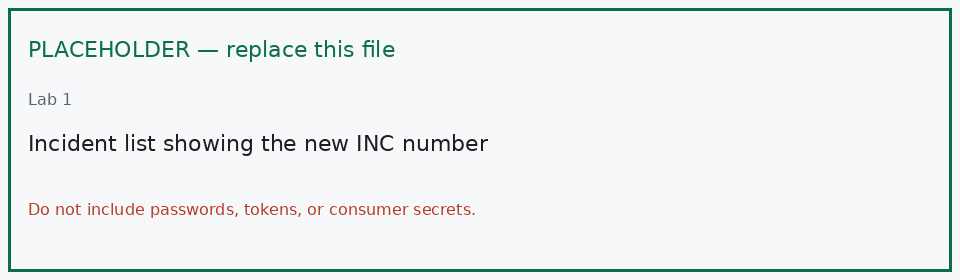 PLACEHOLDER — replace this file
Lab 1
Incident list showing the new INC number
Do not include passwords, tokens, or consumer secrets.